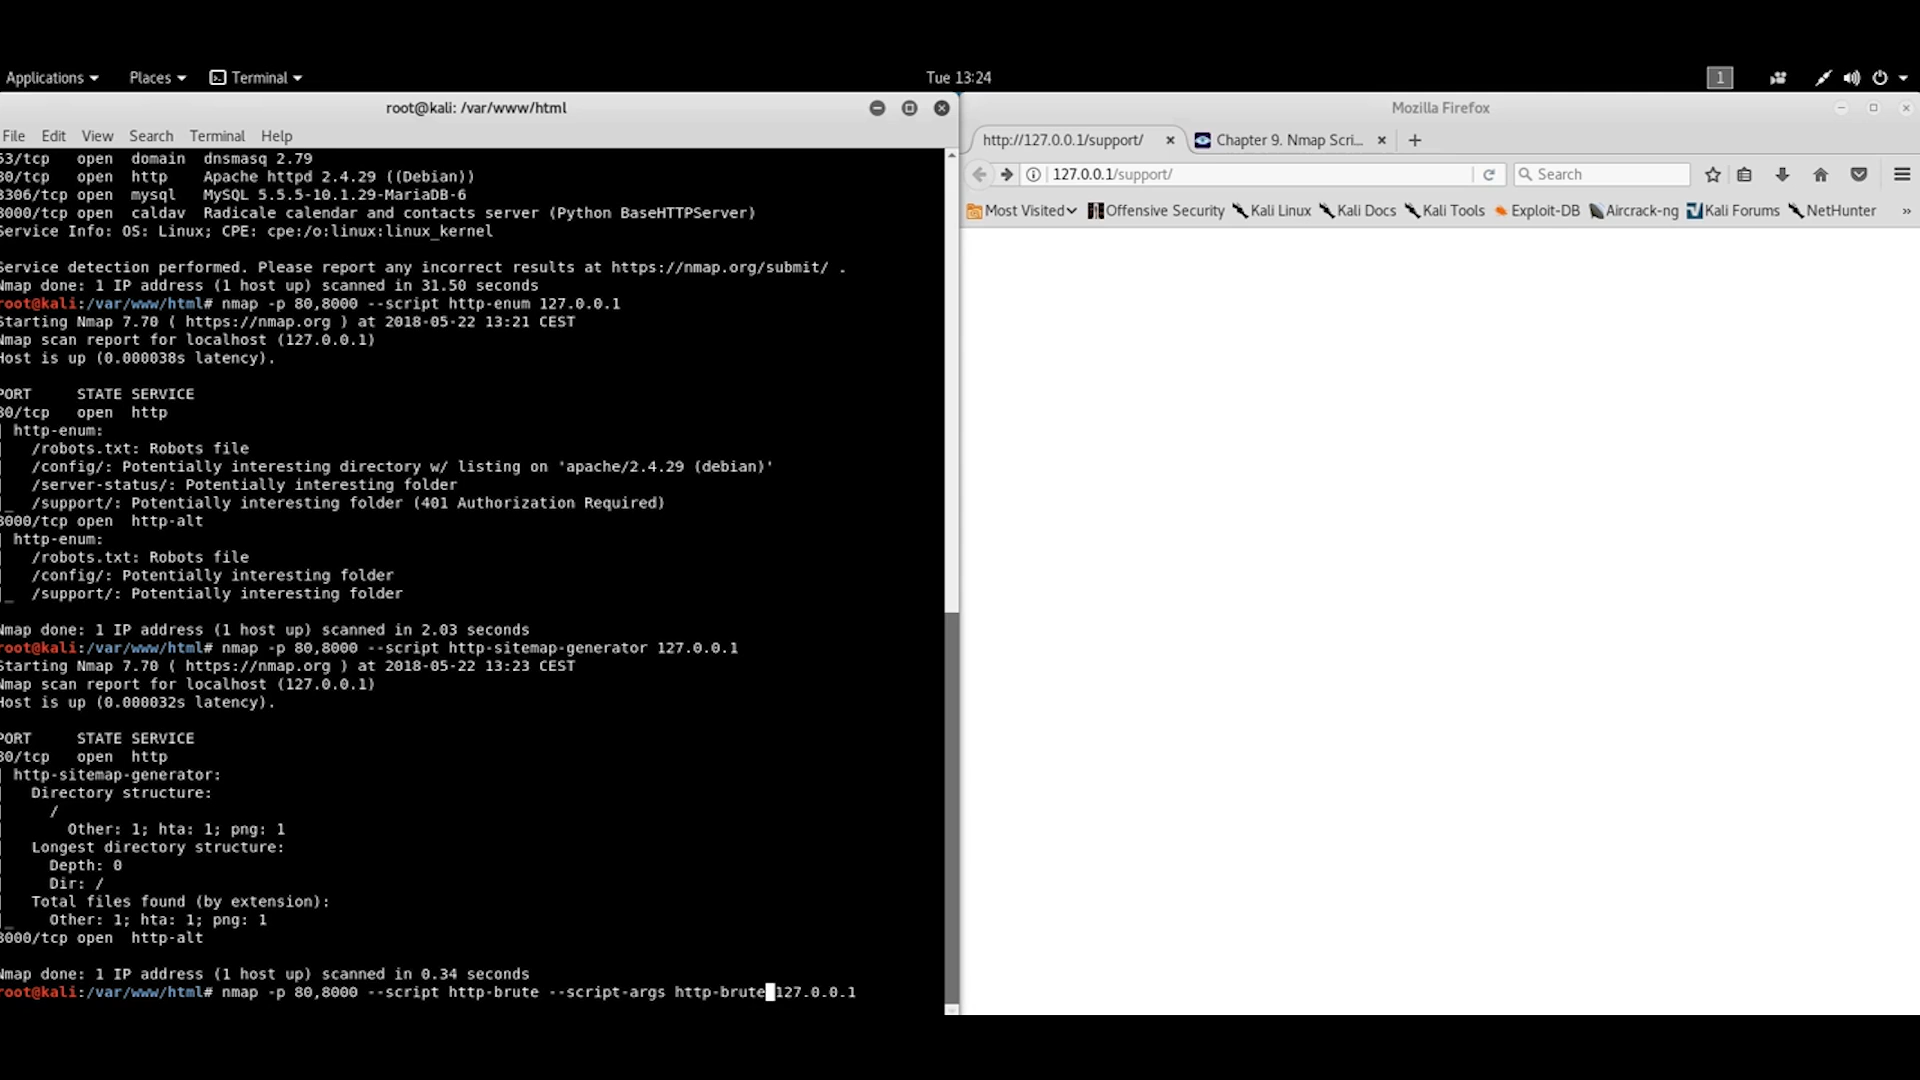 Applications Places Terminal Tue 13:24 1
root@kali: /var/www/html
File Edit View Search Terminal Help
53/tcp open domain dnsmasq 2.79
80/tcp open http Apache httpd 2.4.29 ((Debian))
3306/tcp open mysql MySQL 5.5.5-10.1.29-MariaDB-6
8000/tcp open caldav Radicale calendar and contacts server (Python BaseHTTPServer)
Service Info: OS: Linux; CPE: cpe:/o:linux:linux_kernel
Service detection performed. Please report any incorrect results at https://nmap.org/submit/ .
Nmap done: 1 IP address (1 host up) scanned in 31.50 seconds
root@kali:/var/www/html# nmap -p 80,8000 --script http-enum 127.0.0.1
Starting Nmap 7.70 ( https://nmap.org ) at 2018-05-22 13:21 CEST
Nmap scan report for localhost (127.0.0.1)
Host is up (0.000038s latency).
PORT STATE SERVICE
80/tcp open http
| http-enum:
| /robots.txt: Robots file
| /config/: Potentially interesting directory w/ listing on 'apache/2.4.29 (debian)'
| /server-status/: Potentially interesting folder
|_ /support/: Potentially interesting folder (401 Authorization Required)
8000/tcp open http-alt
| http-enum:
| /robots.txt: Robots file
| /config/: Potentially interesting folder
|_ /support/: Potentially interesting folder
Nmap done: 1 IP address (1 host up) scanned in 2.03 seconds
root@kali:/var/www/html# nmap -p 80,8000 --script http-sitemap-generator 127.0.0.1
Starting Nmap 7.70 ( https://nmap.org ) at 2018-05-22 13:23 CEST
Nmap scan report for localhost (127.0.0.1)
Host is up (0.000032s latency).
PORT STATE SERVICE
80/tcp open http
| http-sitemap-generator:
| Directory structure:
| /
| Other: 1; hta: 1; png: 1
| Longest directory structure:
| Depth: 0
| Dir: /
| Total files found (by extension):
|_ Other: 1; hta: 1; png: 1
8000/tcp open http-alt
Nmap done: 1 IP address (1 host up) scanned in 0.34 seconds
root@kali:/var/www/html# nmap -p 80,8000 --script http-brute --script-args http-brute 127.0.0.1
Mozilla Firefox
http://127.0.0.1/support/ Chapter 9. Nmap Scri...
127.0.0.1/support/ Search
Most Visited Offensive Security Kali Linux Kali Docs Kali Tools Exploit-DB Aircrack-ng Kali Forums NetHunter »